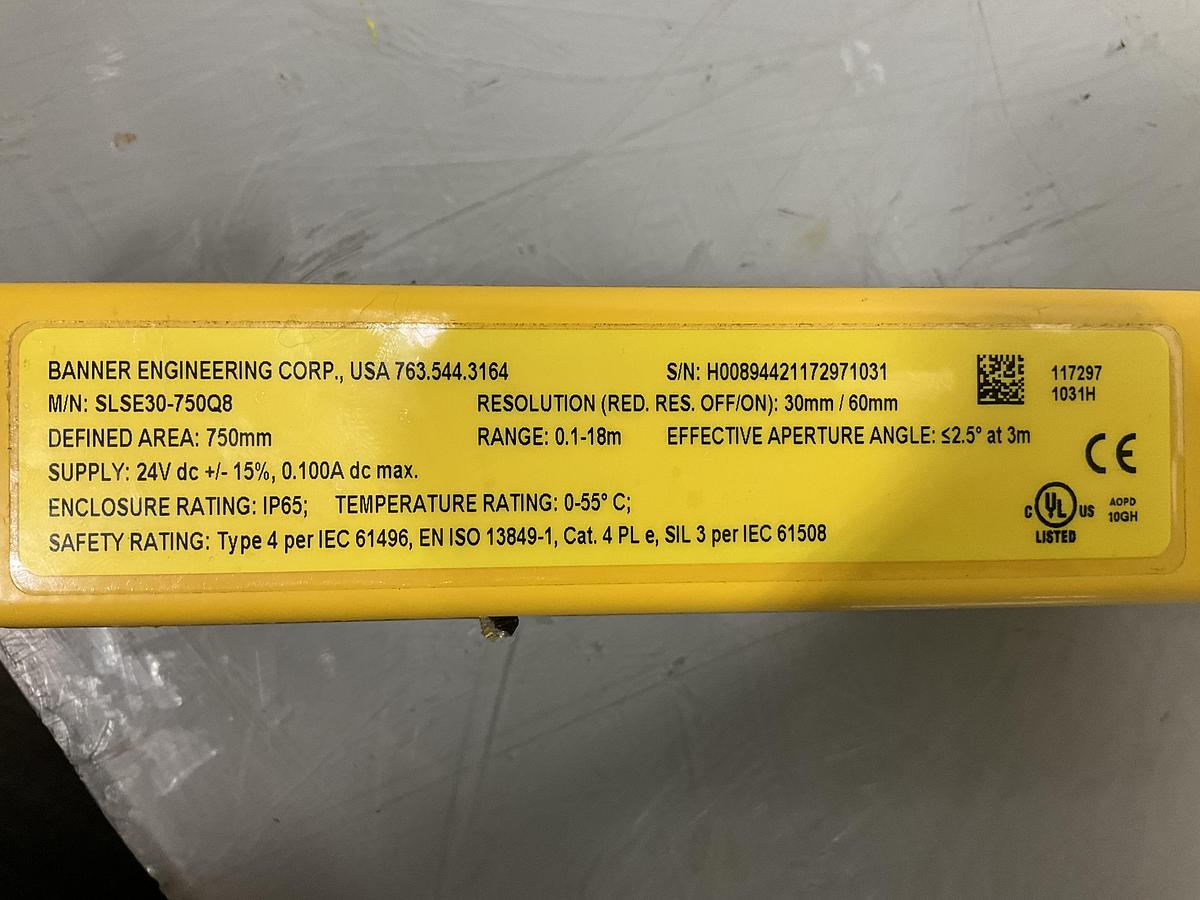 BANNER ENGINEERING CORP., USA 763.544.3164 S/N: H00894421172971031 117297
M/N: SLSE30-750Q8 RESOLUTION (RED. RES. OFF/ON): 30mm / 60mm 1031H
DEFINED AREA: 750mm RANGE: 0.1-18m EFFECTIVE APERTURE ANGLE: ≤2.5° at 3m
CE
SUPPLY: 24V dc +/- 15%, 0.100A dc max.
ENCLOSURE RATING: IP65; TEMPERATURE RATING: 0-55° C;
C UL US AOPD
10GH
SAFETY RATING: Type 4 per IEC 61496, EN ISO 13849-1, Cat. 4 PL e, SIL 3 per IEC 61508
LISTED